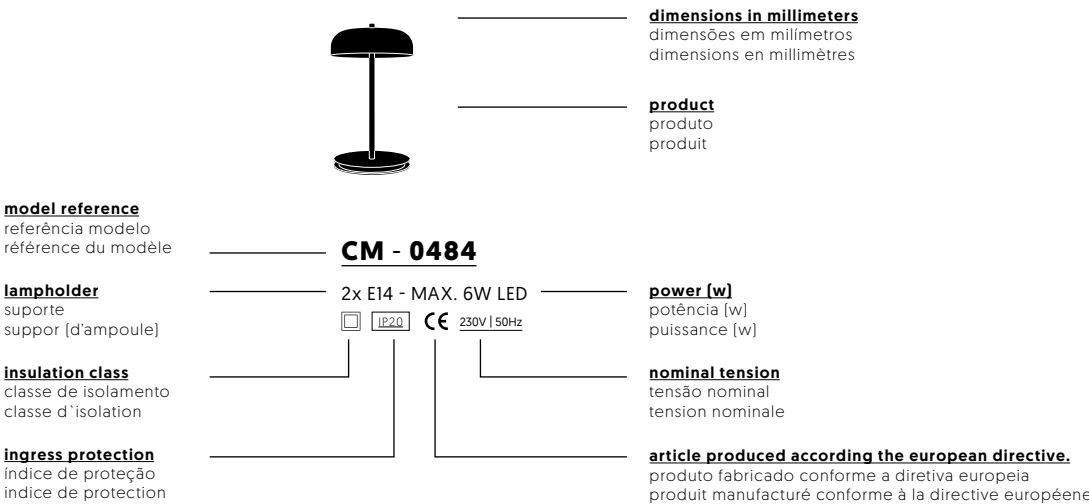 dimensions in millimeters
dimensões em milímetros
dimensions en millimètres
product
produto
produit
model reference
referência modelo
référence du modèle
CM - 0484
lampholder
suporte
suppor (d'ampoule)
2x E14 - MAX. 6W LED
IP20 CE 230V | 50Hz
power (w)
potência (w)
puissance (w)
insulation class
classe de isolamento
classe d`isolation
nominal tension
tensão nominal
tension nominale
ingress protection
índice de proteção
indice de protection
article produced according the european directive.
produto fabricado conforme a diretiva europeia
produit manufacturé conforme à la directive européene